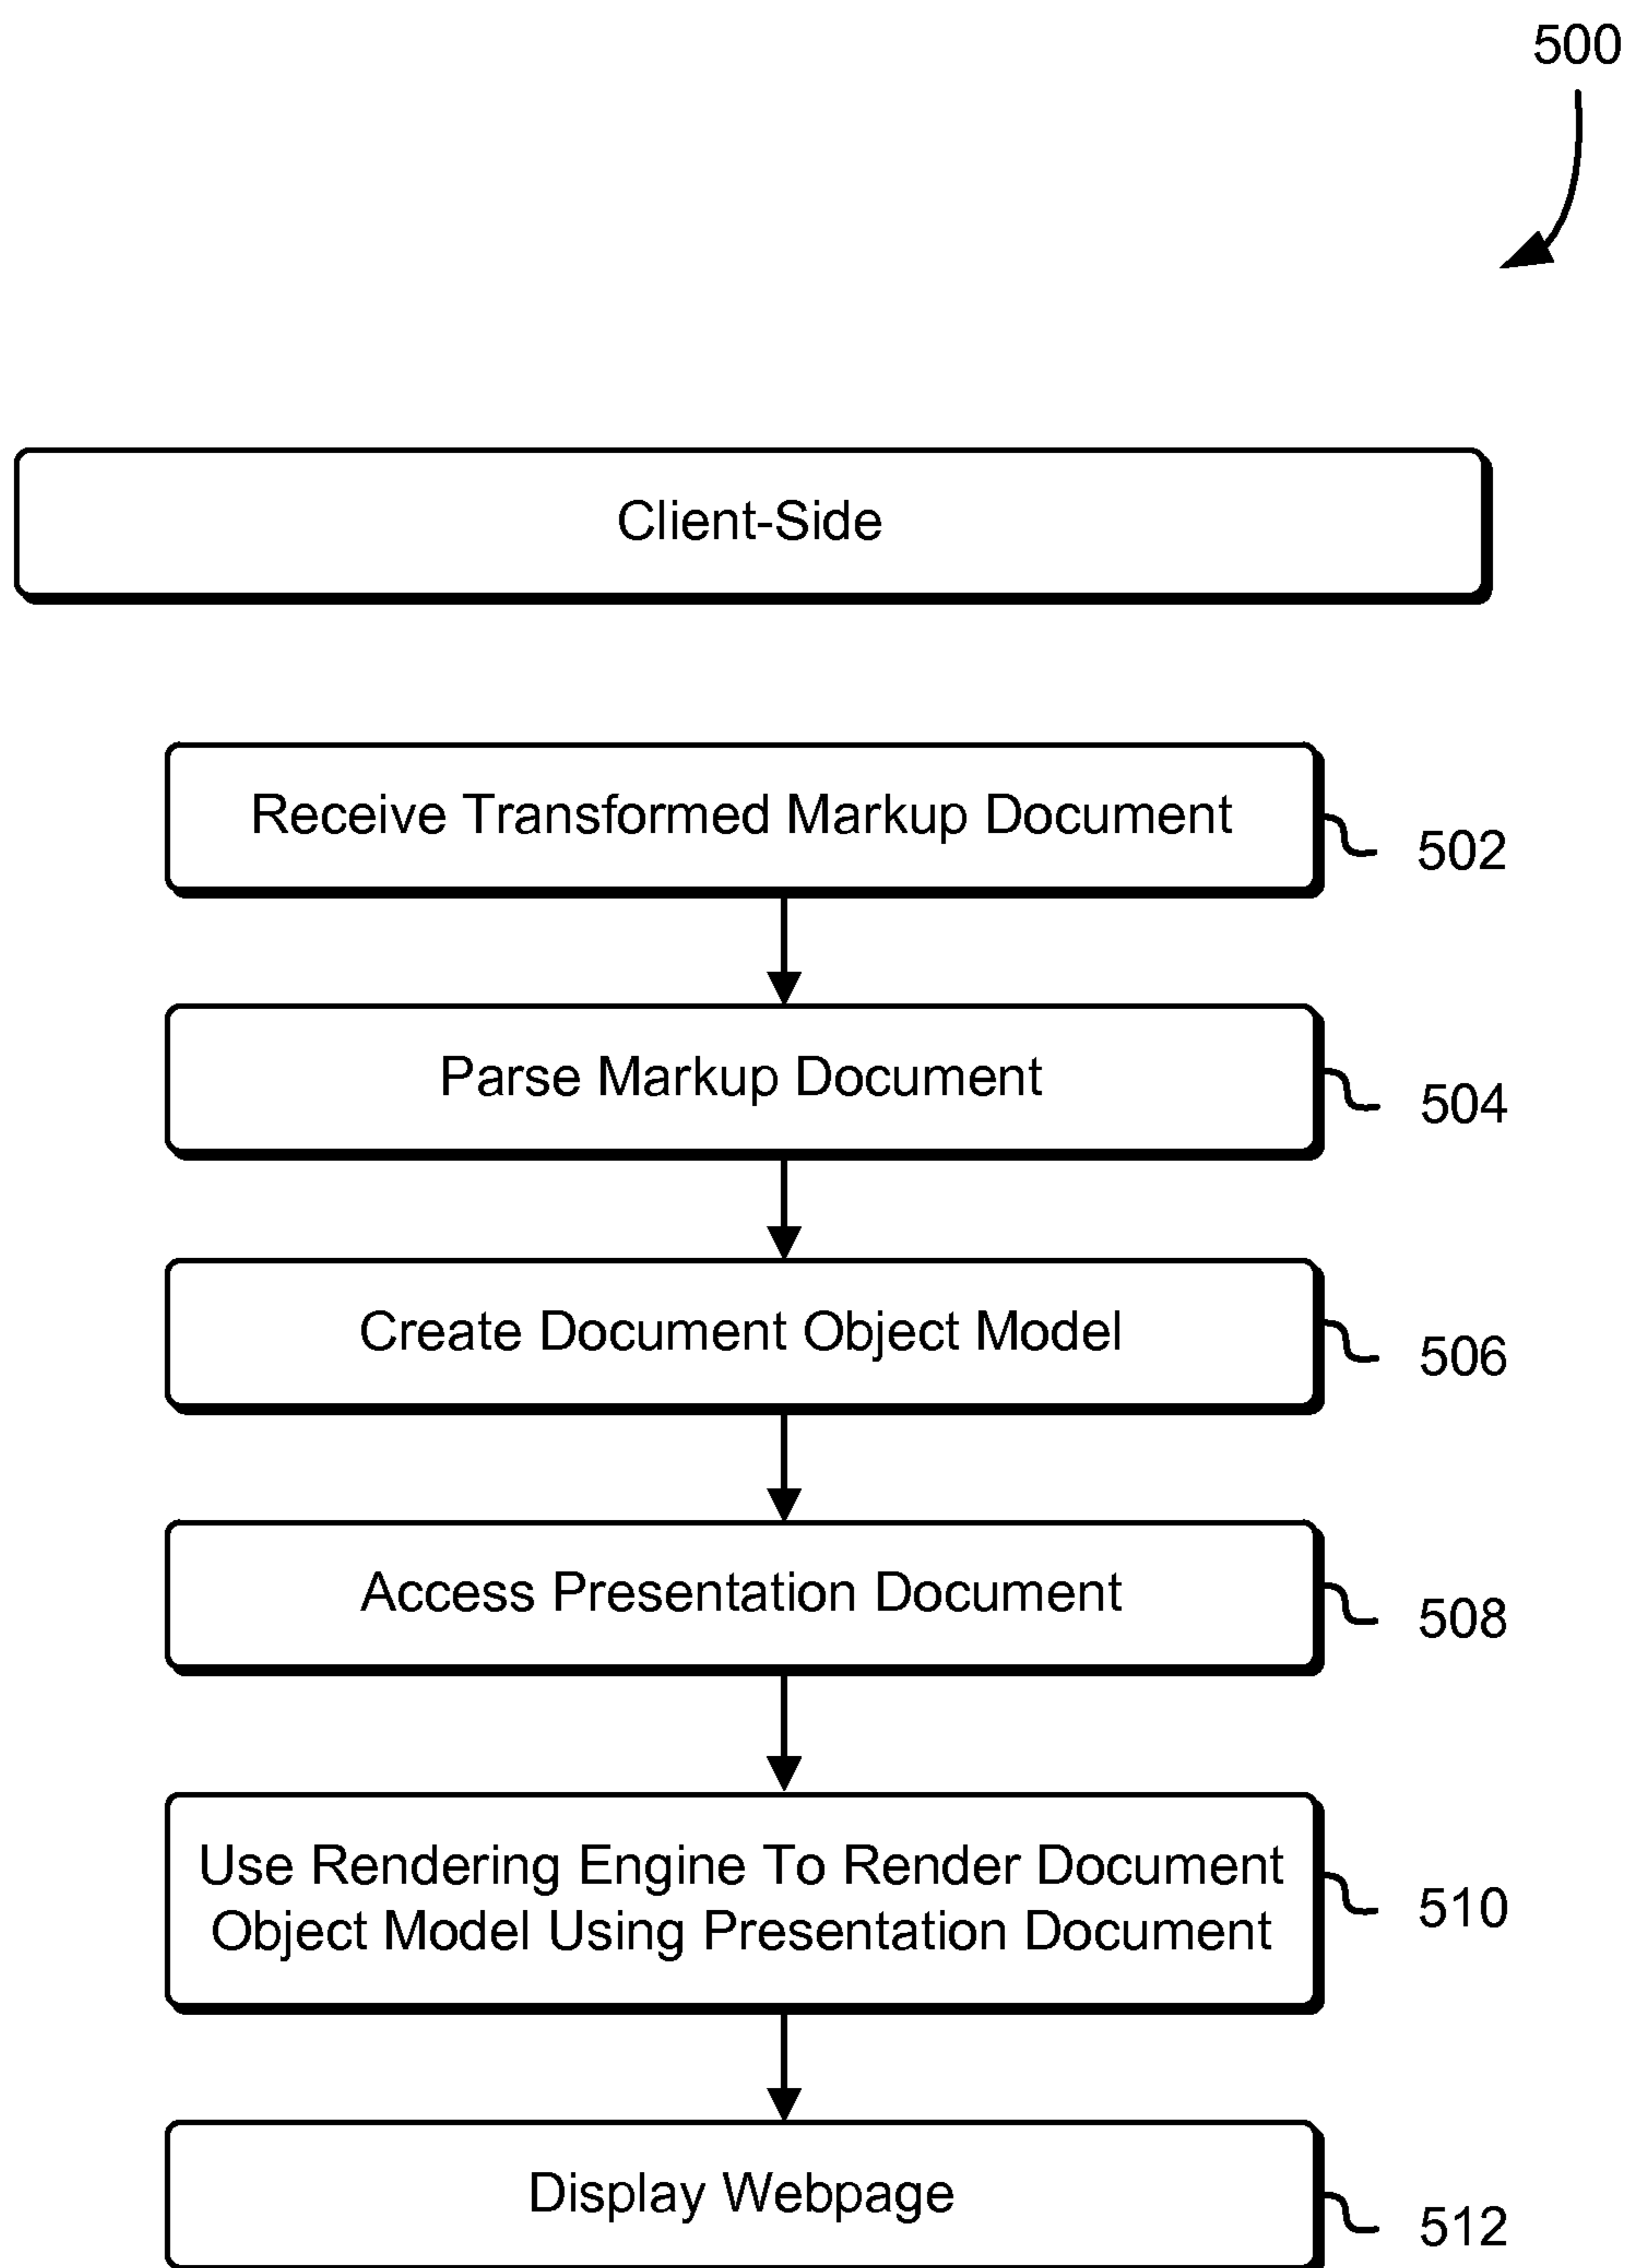 500
Client-Side
Receive Transformed Markup Document
502
Parse Markup Document
504
Create Document Object Model
506
Access Presentation Document
508
Use Rendering Engine To Render Document
Object Model Using Presentation Document
510
Display Webpage
512